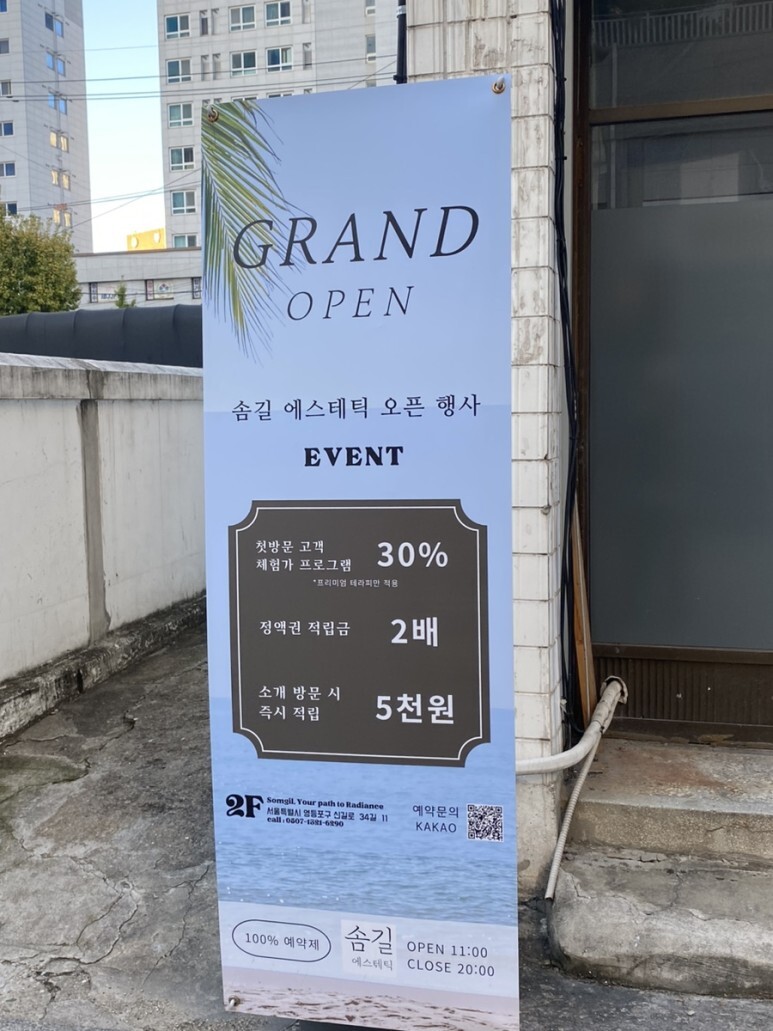 GRAND
OPEN
솜길 에스테틱 오픈 행사
EVENT
첫방문 고객
체험가 프로그램 30%
*프리미엄 테라피만 적용
정액권 적립금 2배
소개 방문 시
즉시 적립 5천원
2F Somgil. Your path to Radiance
서울특별시 영등포구 신길로 34길 11
call : 0507-1321-6290
예약문의
KAKAO
100% 예약제
솜길
에스테틱
OPEN 11:00
CLOSE 20:00